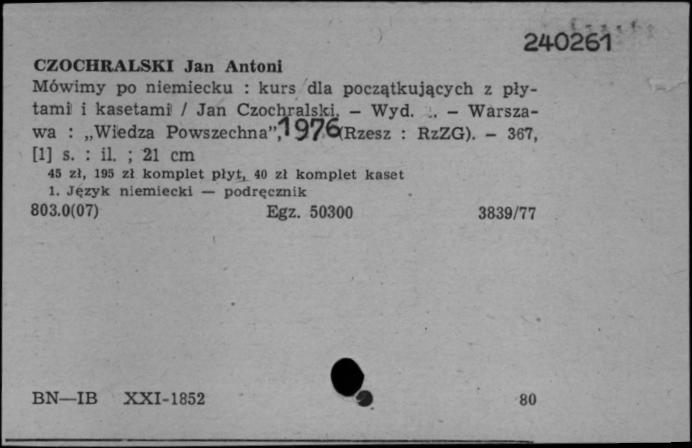 240261
CZOCHRALSKI Jan Antoni
Mówimy po niemiecku : kurs dla początkujących z pły-
tami i kasetami / Jan Czochralski. – Wyd. – Warsza-
wa : „Wiedza Powszechna”, 1976 (Rzesz : RzZG). – 367,
[1] s. : il. ; 21 cm
45 zł, 195 zł komplet płyt, 40 zł komplet kaset
1. Język niemiecki — podręcznik
803.0(07) Egz. 50300 3839/77
BN—IB XXI-1852 80